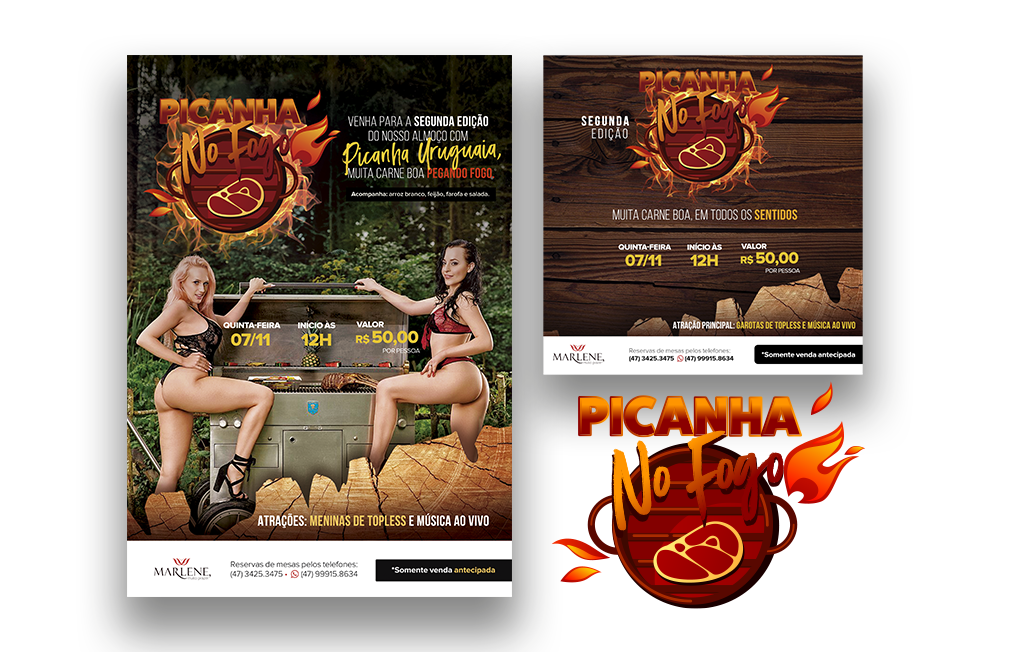 PICANHA
No Fogo
VENHA PARA A SEGUNDA EDIÇÃO
DO NOSSO ALMOÇO COM
Picanha Uruguaia,
MUITA CARNE BOA PEGANDO FOGO.
Acompanha: arroz branco, feijão, farofa e salada.
QUINTA-FEIRA
07/11
INÍCIO ÀS
12H
VALOR
R$ 50,00
POR PESSOA
ATRAÇÕES: MENINAS DE TOPLESS E MÚSICA AO VIVO
MARLENE,
Reservas de mesas pelos telefones:
(47) 3425.3475 • (47) 99915.8634
*Somente venda antecipada
SEGUNDA
EDIÇÃO
PICANHA
No Fogo
MUITA CARNE BOA, EM TODOS OS SENTIDOS
QUINTA-FEIRA
07/11
INÍCIO ÀS
12H
VALOR
R$ 50,00
POR PESSOA
ATRAÇÃO PRINCIPAL: GAROTAS DE TOPLESS E MÚSICA AO VIVO
MARLENE,
Reservas de mesas pelos telefones:
(47) 3425.3475 (47) 99915.8634
*Somente venda antecipada
PICANHA
No Fogo